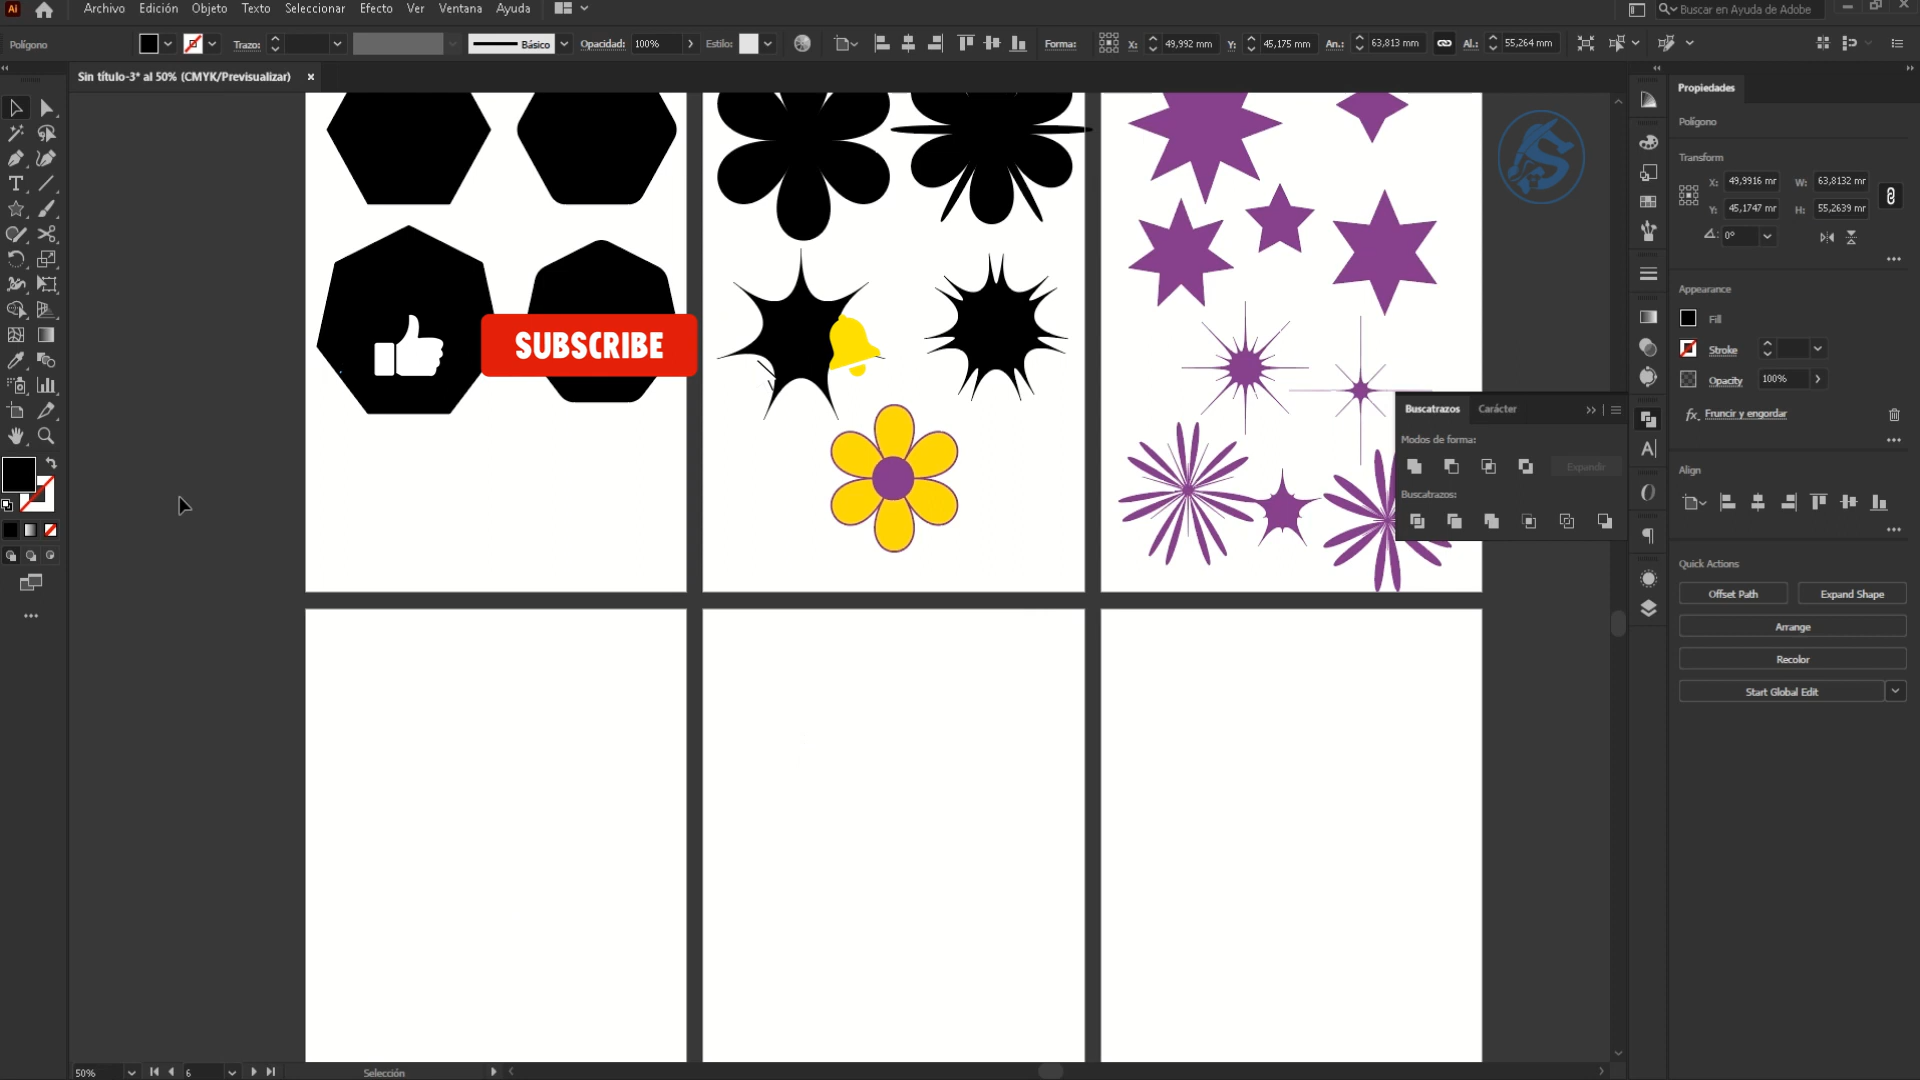 Ai Archivo Edición Objeto Texto Seleccionar Efecto Ver Ventana Ayuda Buscar en Ayuda de Adobe
Polígono Trazo: Básico Opacidad: 100% Estilo: Forma: X: 49,992 mm Y: 45,175 mm An.: 63,813 mm Al.: 55,264 mm
Sin título-3* al 50% (CMYK/Previsualizar) ×
Propiedades
Polígono
Transform
X: 49,9916 mr W: 63,8132 mr
Y: 45,1747 mr H: 55,2639 mr
0°
Appearance
Fill
Stroke
Opacity 100%
fx. Fruncir y engordar
Align
Quick Actions
Offset Path Expand Shape
Arrange
Recolor
Start Global Edit
Buscatrazos Carácter
Modos de forma:
Expandir
Buscatrazos:
SUBSCRIBE
50% 6 Selección